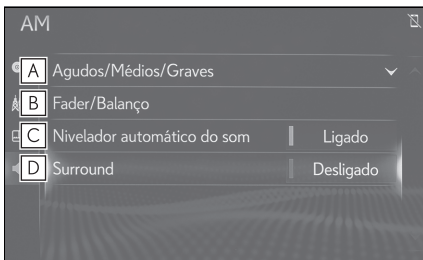 AM
A Agudos/Médios/Graves
B Fader/Balanço
C Nivelador automático do som Ligado
D Surround Desligado